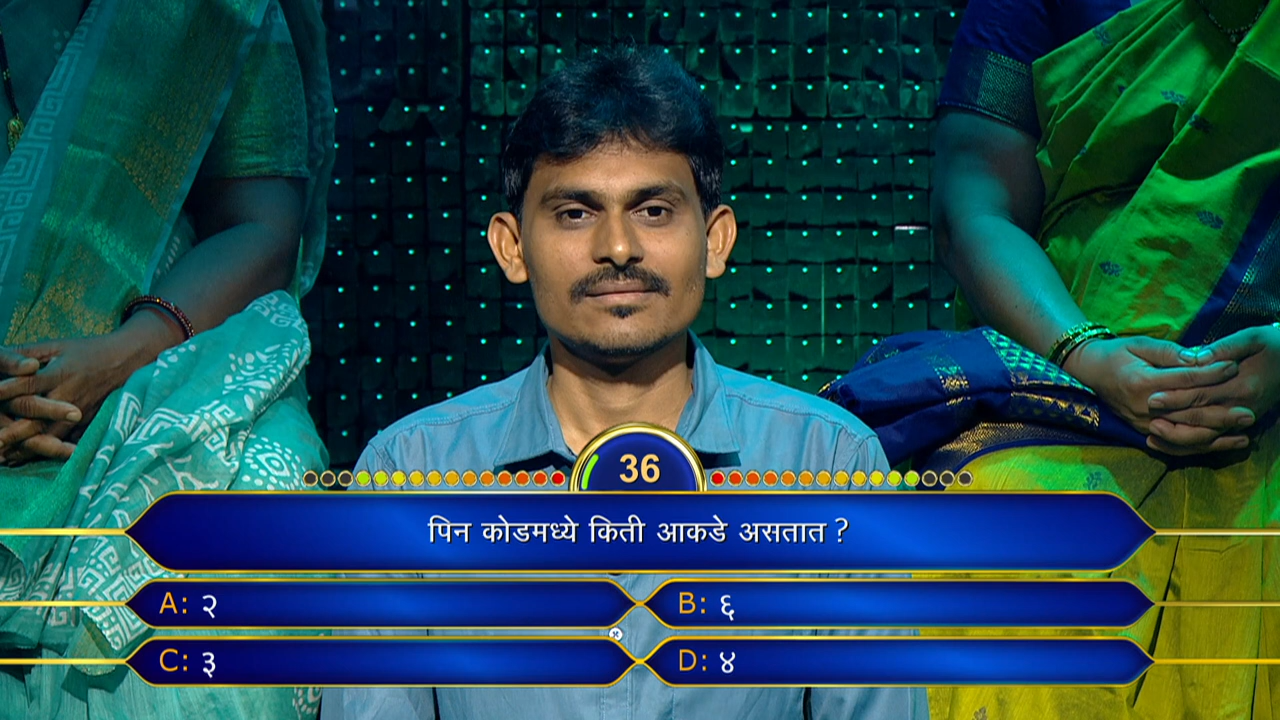 36
पिन कोडमध्ये किती आकडे असतात ?
A: २
B: ६
C: ३
D: ४